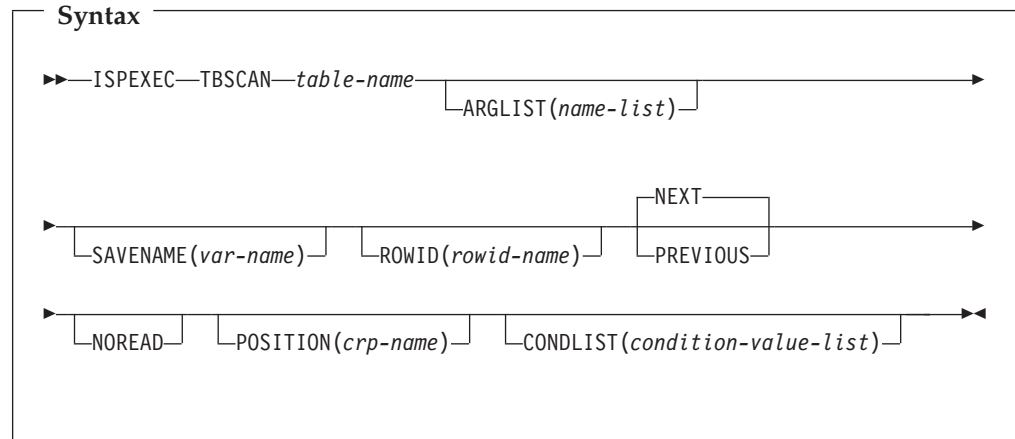 Syntax
ISPEXEC TBSCAN table-name
ARGLIST(name-list)
NEXT
SAVENAME(var-name) ROWID(rowid-name) PREVIOUS
NOREAD POSITION(crp-name) CONDLIST(condition-value-list)